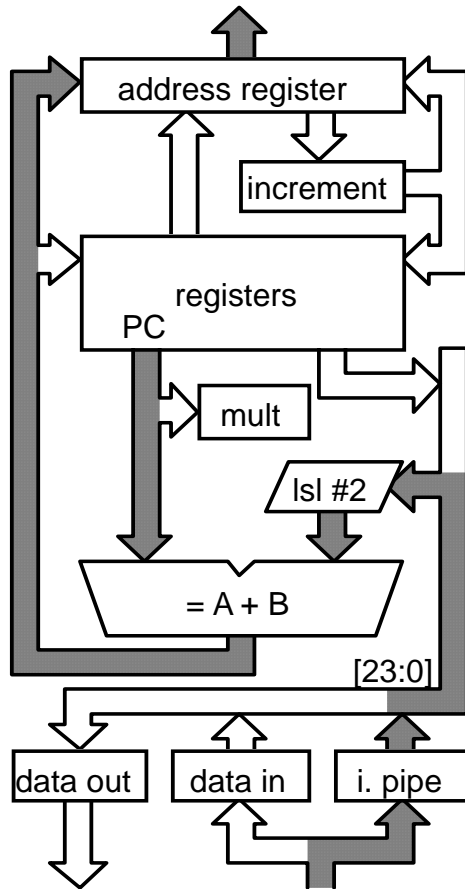 address register
increment
registers
PC
mult
lsl #2
= A + B
[23:0]
data out
data in
i. pipe